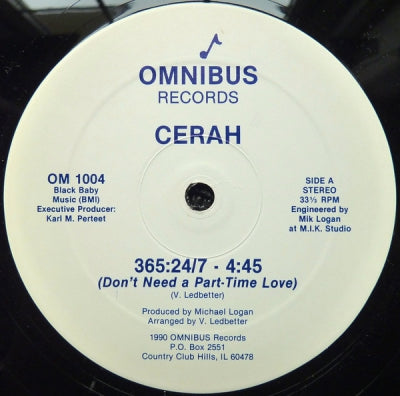 OMNIBUS
RECORDS
CERAH
OM 1004
Black Baby
Music (BMI)
Executive Producer:
Karl M. Perteet
SIDE A
STEREO
33⅓ RPM
Engineered by
Mik Logan
at M.I.K. Studio
365:24/7 - 4:45
(Don't Need a Part-Time Love)
(V. Ledbetter)
Produced by Michael Logan
Arranged by V. Ledbetter
1990 OMNIBUS Records
P.O. Box 2551
Country Club Hills, IL 60478